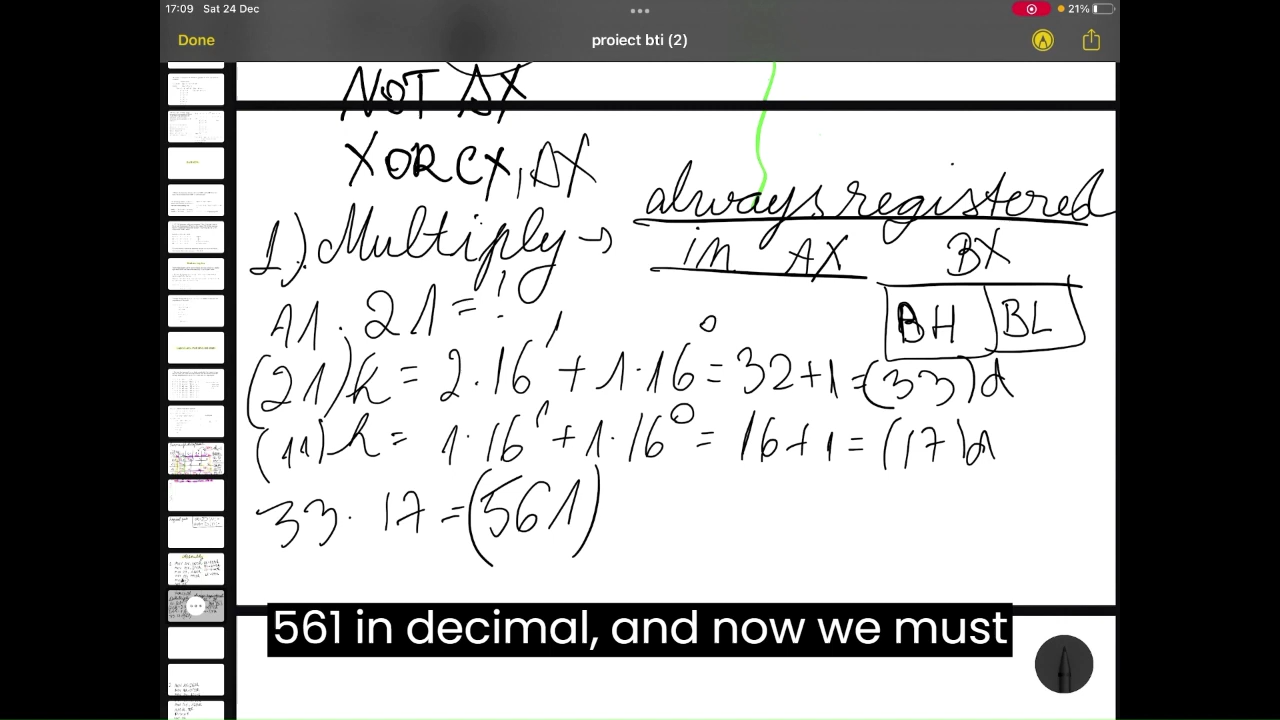 17:09 Sat 24 Dec
21%
Done
proiect bti (2)
NOT DX
XOR CX, DX
always registered
1). Multiply →
in AX
BX
11 · 21 = ?
BH BL
(21)h = 2·16¹ + 1·16⁰ = 32+1 = (33)d
(11)h = 1·16¹ + 1·16⁰ = 16+1 = (17)d
33 · 17 = (561)
561 in decimal, and now we must